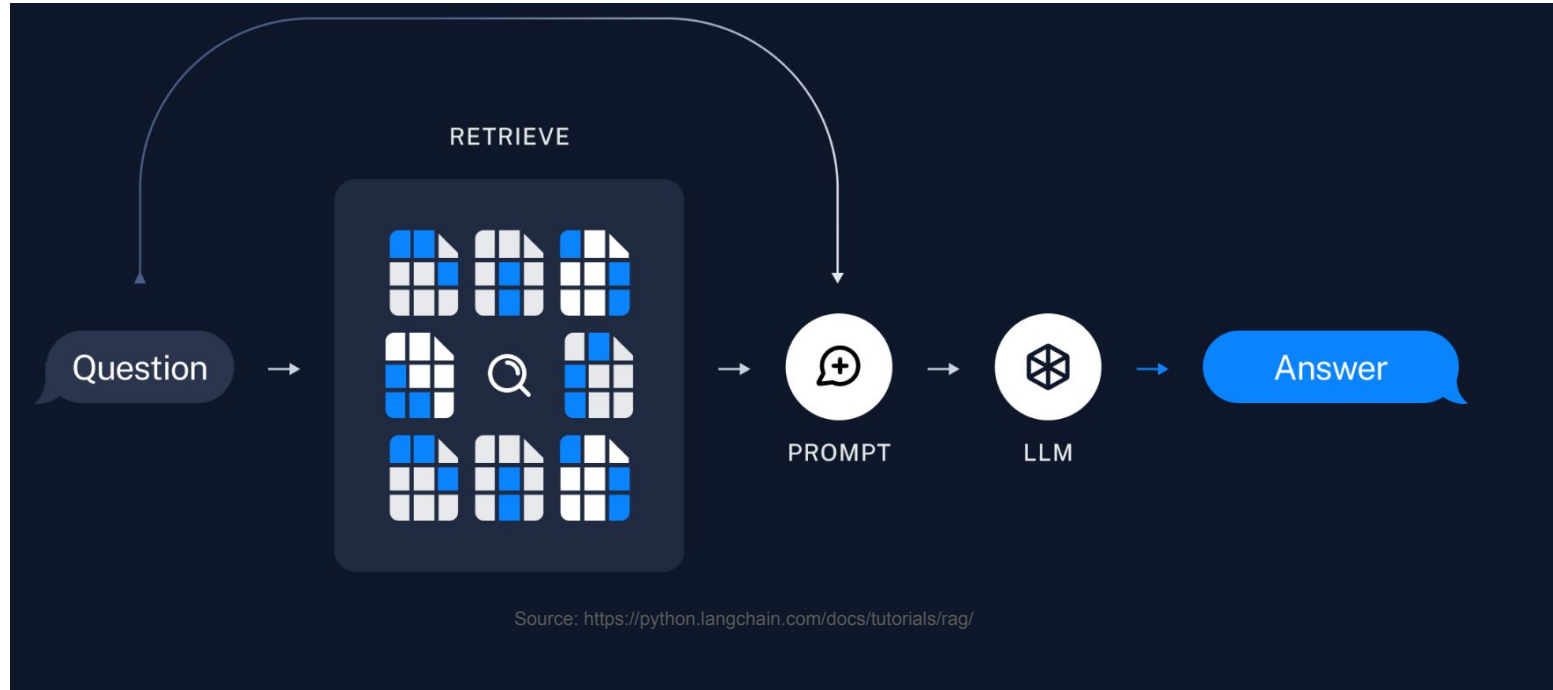 RETRIEVE
Question
Answer
PROMPT
LLM
Source: https://python.langchain.com/docs/tutorials/rag/